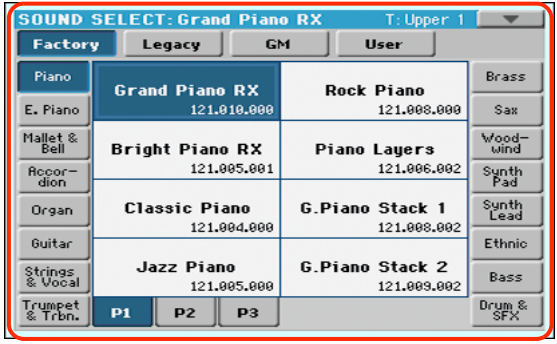 SOUND SELECT: Grand Piano RX T: Upper 1
Factory Legacy GM User
Piano
E. Piano
Mallet &
Bell
Accor-
dion
Organ
Guitar
Strings
& Vocal
Trumpet
& Trbn.
Grand Piano RX
121.010.000
Rock Piano
121.008.000
Bright Piano RX
121.005.001
Piano Layers
121.006.002
Classic Piano
121.004.000
G.Piano Stack 1
121.008.002
Jazz Piano
121.005.000
G.Piano Stack 2
121.009.002
P1 P2 P3
Brass
Sax
Wood-
wind
Synth
Pad
Synth
Lead
Ethnic
Bass
Drum &
SFX